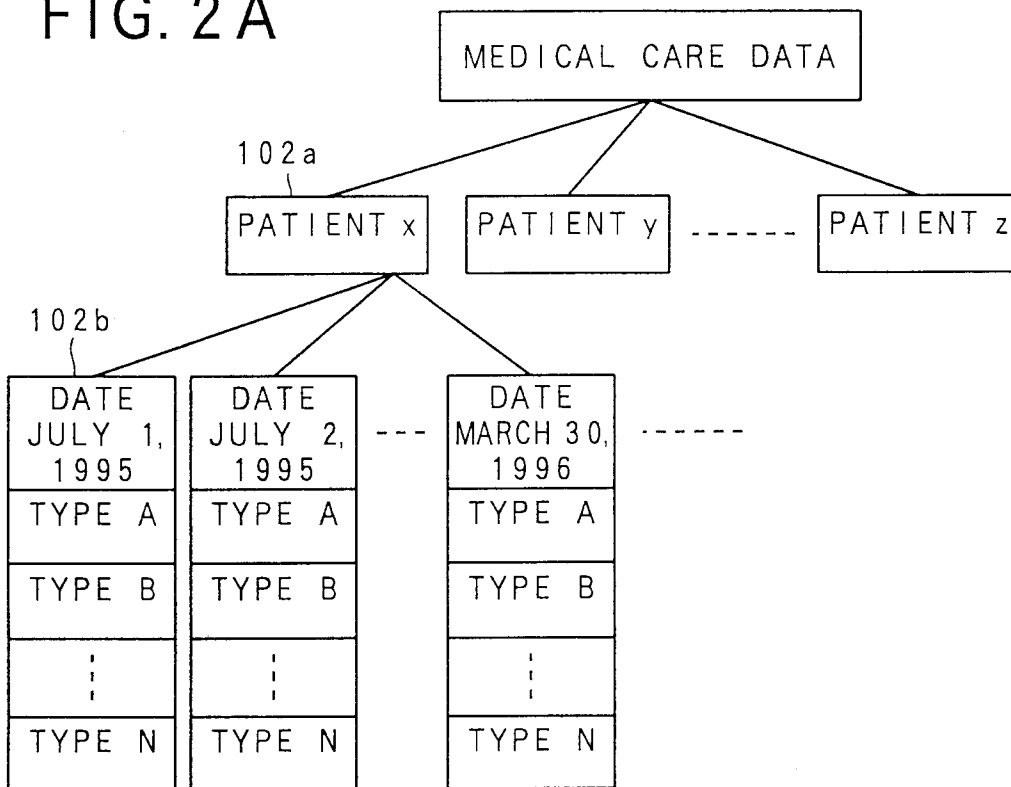 FIG. 2A
MEDICAL CARE DATA
102a
PATIENT x
PATIENT y
PATIENT z
102b
DATE
JULY 1,
1995
TYPE A
TYPE B
TYPE N
DATE
JULY 2,
1995
TYPE A
TYPE B
TYPE N
DATE
MARCH 30,
1996
TYPE A
TYPE B
TYPE N